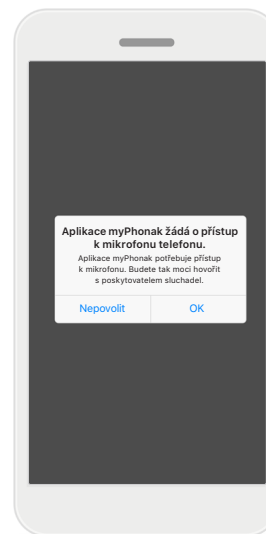 Aplikace myPhonak žádá o přístup
k mikrofonu telefonu.
Aplikace myPhonak potřebuje přístup
k mikrofonu. Budete tak moci hovořit
s poskytovatelem sluchadel.
Nepovolit
OK